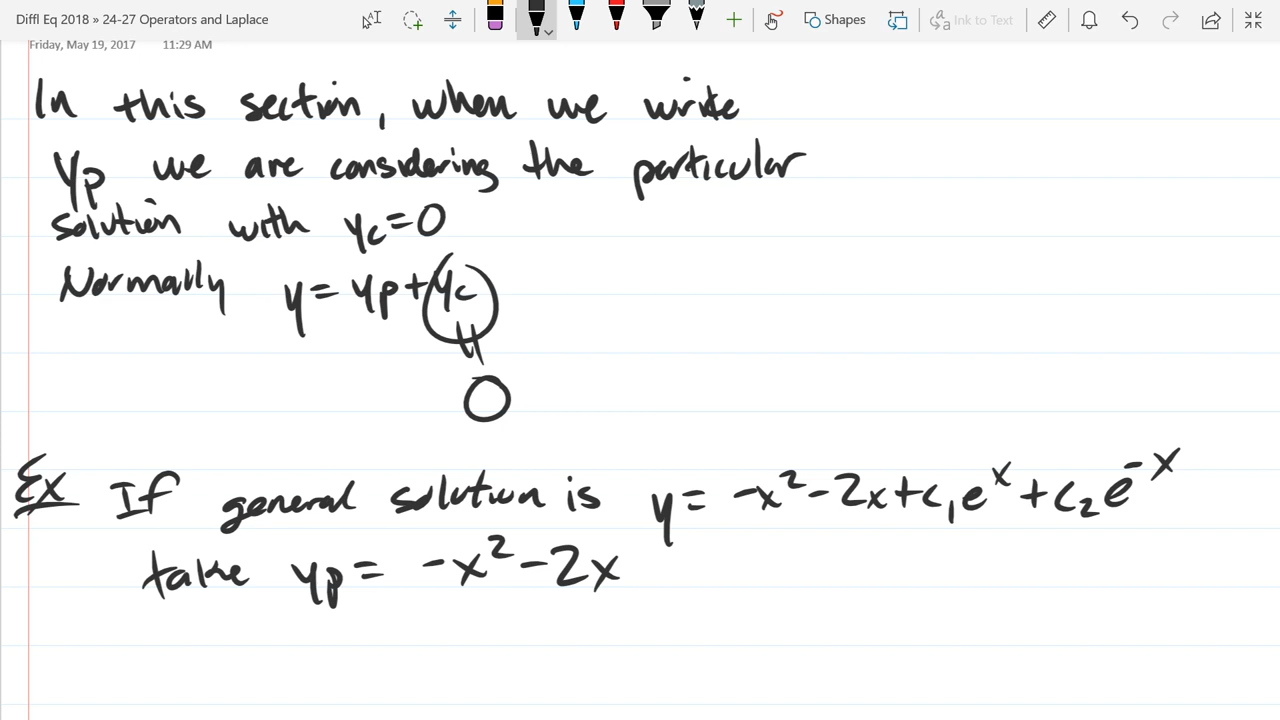 Diffl Eq 2018 » 24-27 Operators and Laplace
Shapes
Ink to Text
Friday, May 19, 2017 11:29 AM
In this section, when we write
yp we are considering the particular
solution with yc=0
Normally y = yp + yc
0
Ex If general solution is y = -x² - 2x + c₁eˣ + c₂e⁻ˣ
take yp = -x² - 2x